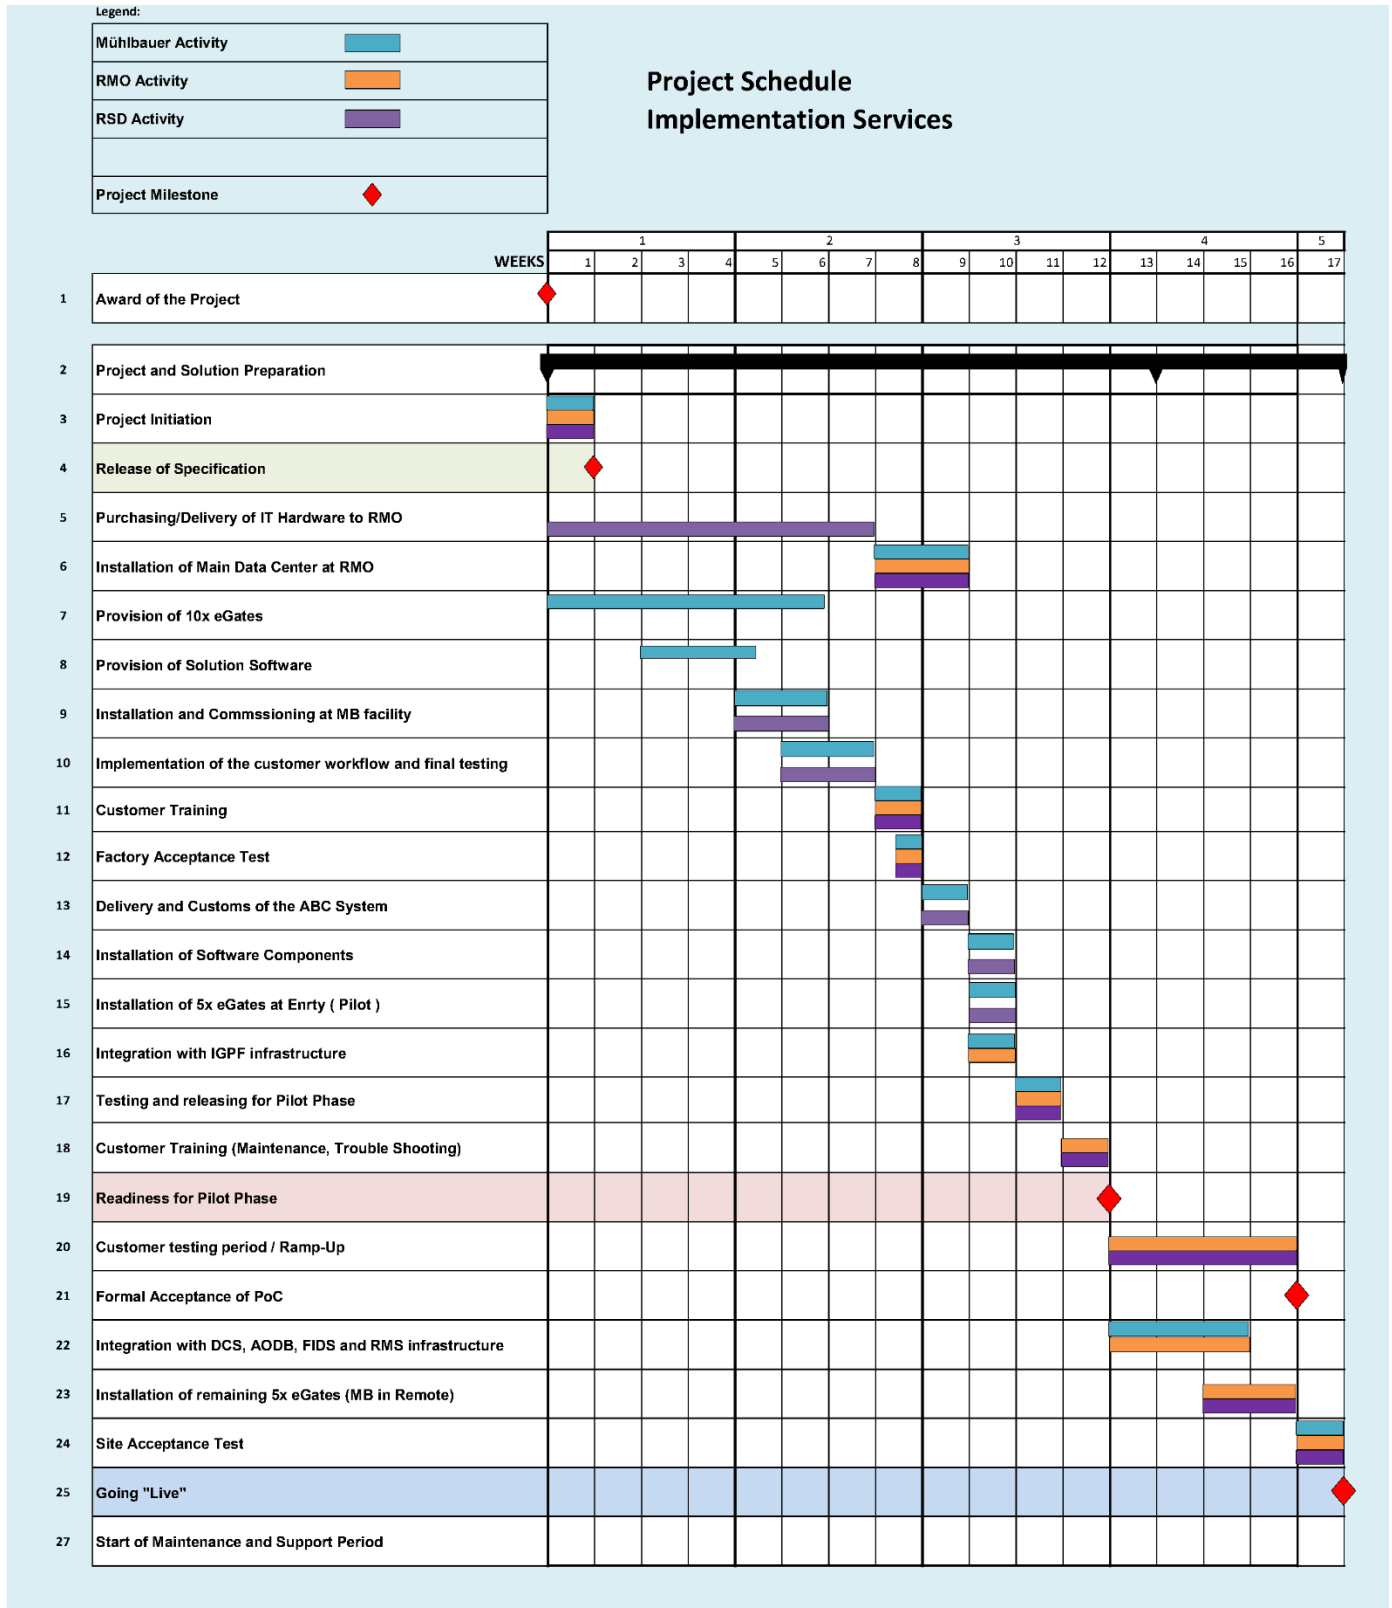 Legend:
Mühlbauer Activity
RMO Activity
RSD Activity
Project Milestone
Project Schedule
Implementation Services
1 2 3 4 5
WEEKS 1 2 3 4 5 6 7 8 9 10 11 12 13 14 15 16 17
1 Award of the Project
2 Project and Solution Preparation
3 Project Initiation
4 Release of Specification
5 Purchasing/Delivery of IT Hardware to RMO
6 Installation of Main Data Center at RMO
7 Provision of 10x eGates
8 Provision of Solution Software
9 Installation and Commssioning at MB facility
10 Implementation of the customer workflow and final testing
11 Customer Training
12 Factory Acceptance Test
13 Delivery and Customs of the ABC System
14 Installation of Software Components
15 Installation of 5x eGates at Enrty ( Pilot )
16 Integration with IGPF infrastructure
17 Testing and releasing for Pilot Phase
18 Customer Training (Maintenance, Trouble Shooting)
19 Readiness for Pilot Phase
20 Customer testing period / Ramp-Up
21 Formal Acceptance of PoC
22 Integration with DCS, AODB, FIDS and RMS infrastructure
23 Installation of remaining 5x eGates (MB in Remote)
24 Site Acceptance Test
25 Going "Live"
27 Start of Maintenance and Support Period